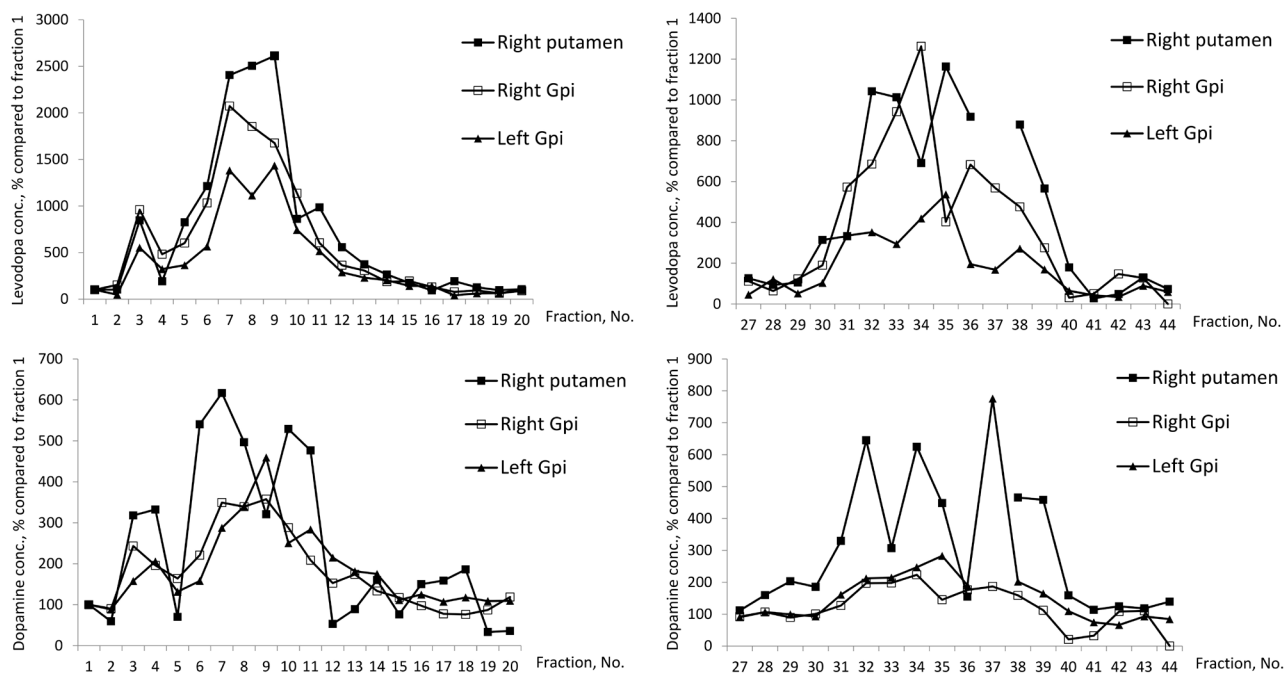 Levodopa conc., % compared to fraction 1
3000
2500
2000
1500
1000
500
0
Right putamen
Right Gpi
Left Gpi
1 2 3 4 5 6 7 8 9 10 11 12 13 14 15 16 17 18 19 20
Fraction, No.
Levodopa conc., % compared to fraction 1
1400
1200
1000
800
600
400
200
0
Right putamen
Right Gpi
Left Gpi
27 28 29 30 31 32 33 34 35 36 37 38 39 40 41 42 43 44
Fraction, No.
Dopamine conc., % compared to fraction 1
700
600
500
400
300
200
100
0
Right putamen
Right Gpi
Left Gpi
1 2 3 4 5 6 7 8 9 10 11 12 13 14 15 16 17 18 19 20
Fraction, No.
Dopamine conc., % compared to fraction 1
900
800
700
600
500
400
300
200
100
0
Right putamen
Right Gpi
Left Gpi
27 28 29 30 31 32 33 34 35 36 37 38 39 40 41 42 43 44
Fraction, No.